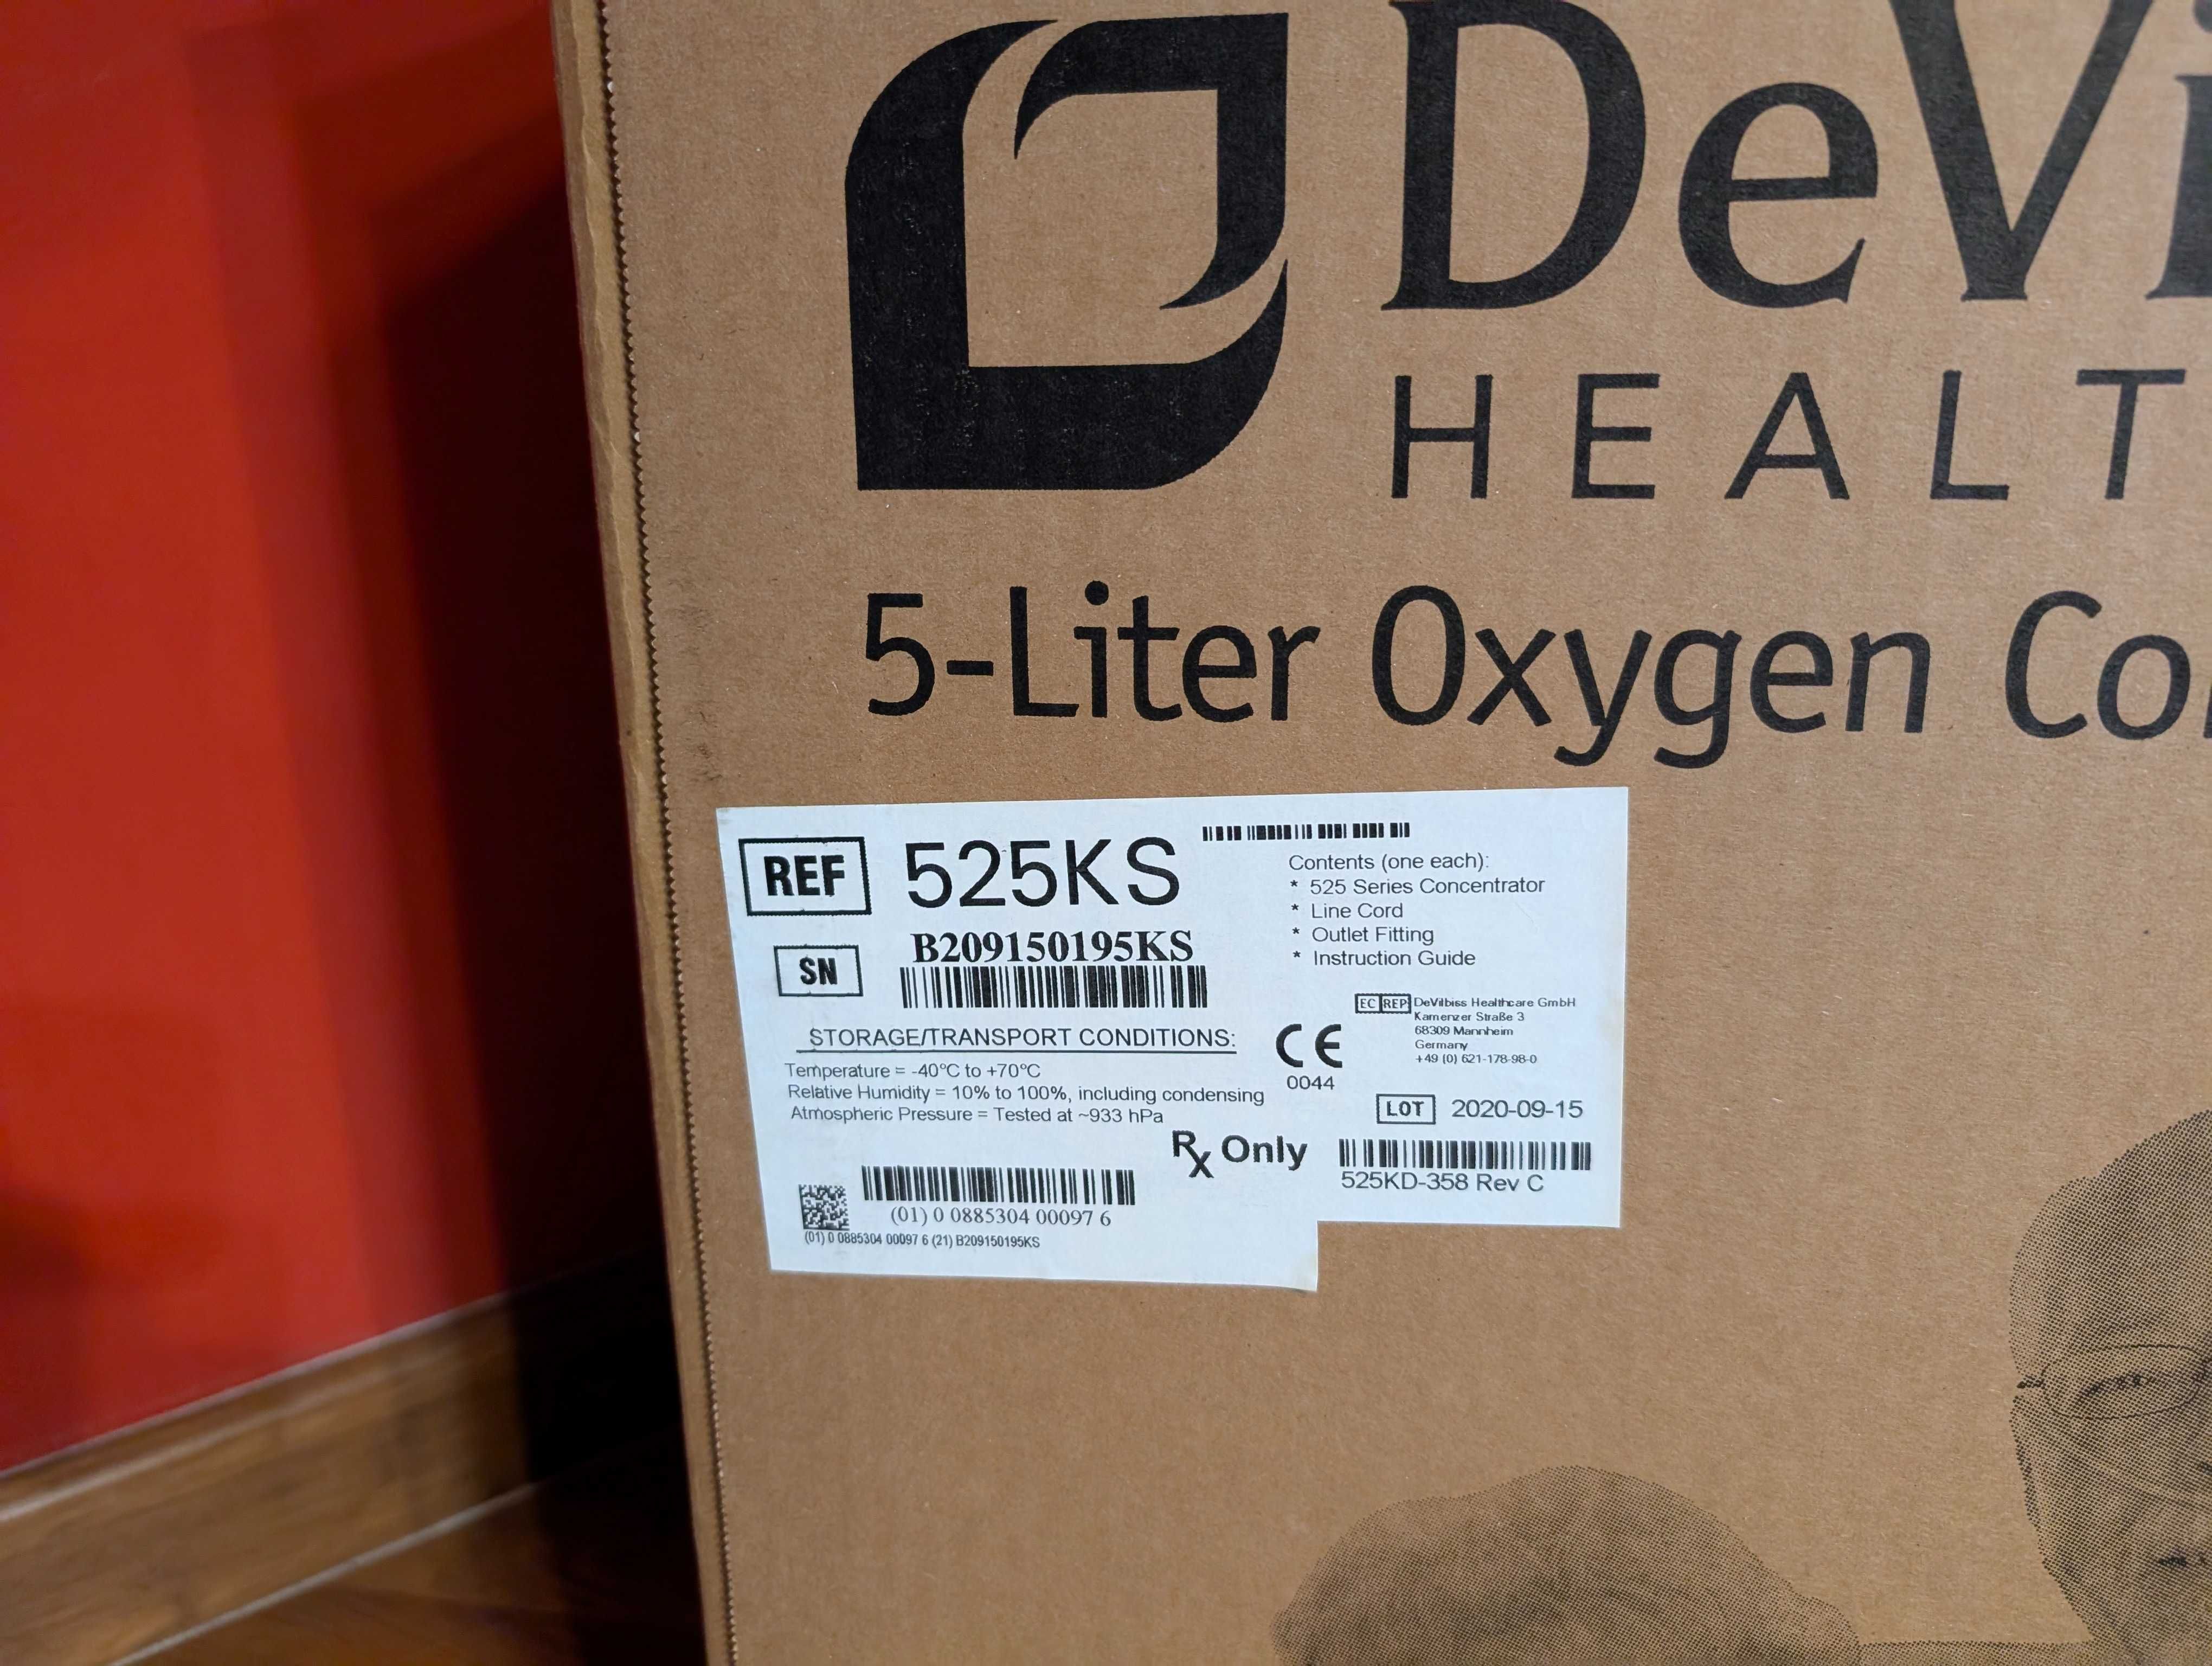 DeVi
HEALT
5-Liter Oxygen Co
REF 525KS
SN B209150195KS
STORAGE/TRANSPORT CONDITIONS:
Temperature = -40°C to +70°C
Relative Humidity = 10% to 100%, including condensing
Atmospheric Pressure = Tested at ~933 hPa
(01) 0 0885304 00097 6
(01) 0 0885304 00097 6 (21) B209150195KS
Contents (one each):
* 525 Series Concentrator
* Line Cord
* Outlet Fitting
* Instruction Guide
EC REP DeVilbiss Healthcare GmbH
Kamenzer Straße 3
68309 Mannheim
Germany
+49 (0) 621-178-98-0
CE
0044
LOT 2020-09-15
Rx Only
525KD-358 Rev C